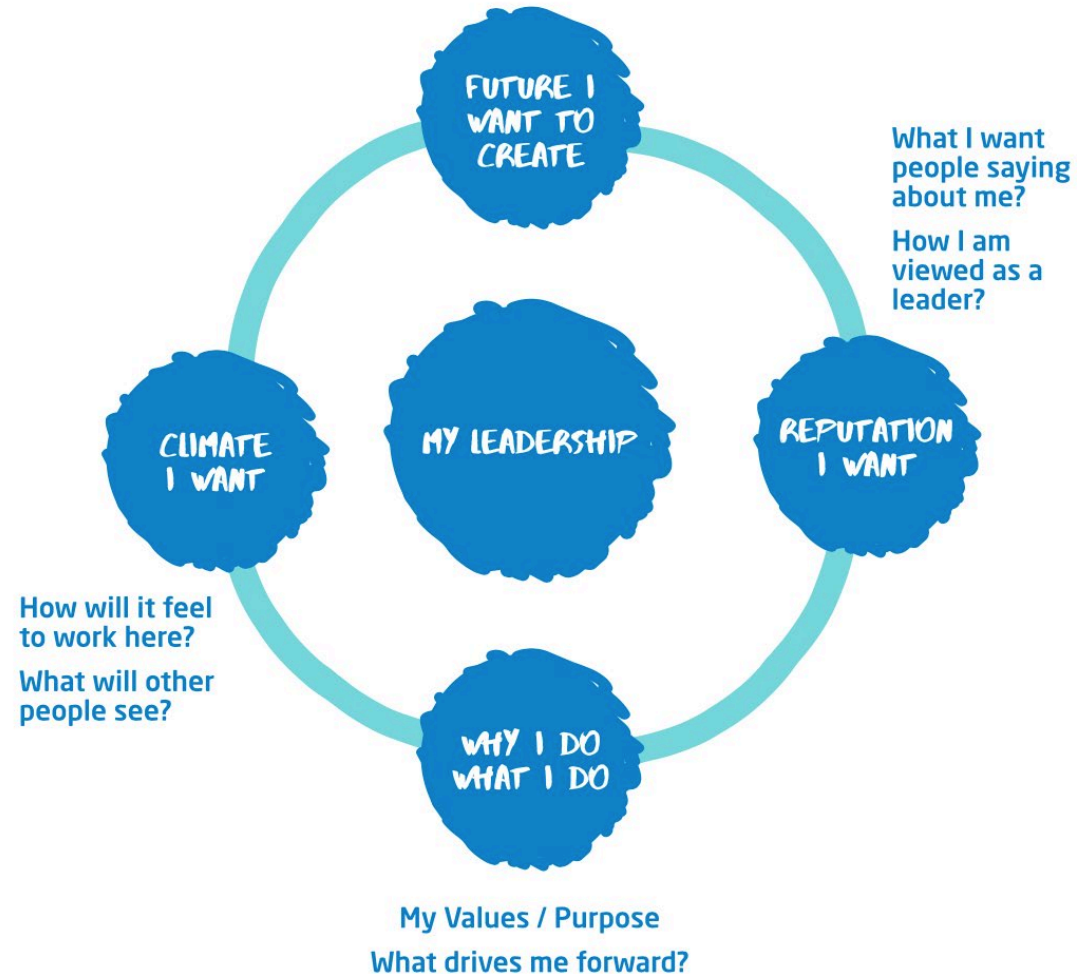 FUTURE I
WANT TO
CREATE
What I want
people saying
about me?
How I am
viewed as a
leader?
CLIMATE
I WANT
MY LEADERSHIP
REPUTATION
I WANT
How will it feel
to work here?
What will other
people see?
WHY I DO
WHAT I DO
My Values / Purpose
What drives me forward?